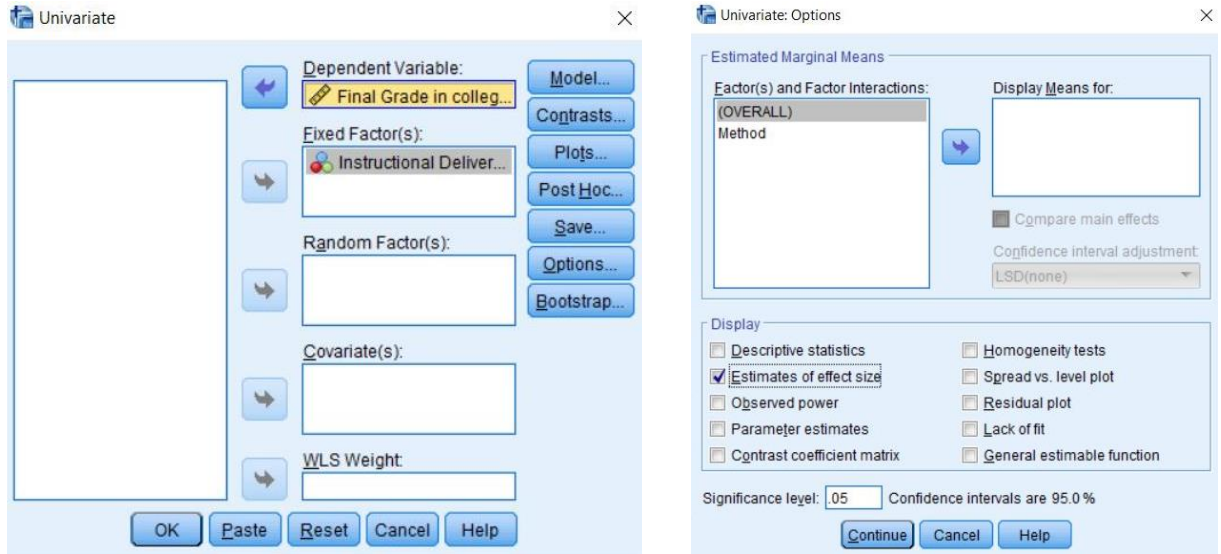 Univariate
Dependent Variable:
Final Grade in colleg...
Fixed Factor(s):
Instructional Deliver...
Random Factor(s):
Covariate(s):
WLS Weight:
Model...
Contrasts...
Plots...
Post Hoc...
Save...
Options...
Bootstrap...
OK Paste Reset Cancel Help
Univariate: Options
Estimated Marginal Means
Factor(s) and Factor Interactions:
(OVERALL)
Method
Display Means for:
Compare main effects
Confidence interval adjustment:
LSD(none)
Display
Descriptive statistics
Estimates of effect size
Observed power
Parameter estimates
Contrast coefficient matrix
Homogeneity tests
Spread vs. level plot
Residual plot
Lack of fit
General estimable function
Significance level: .05 Confidence intervals are 95.0 %
Continue Cancel Help